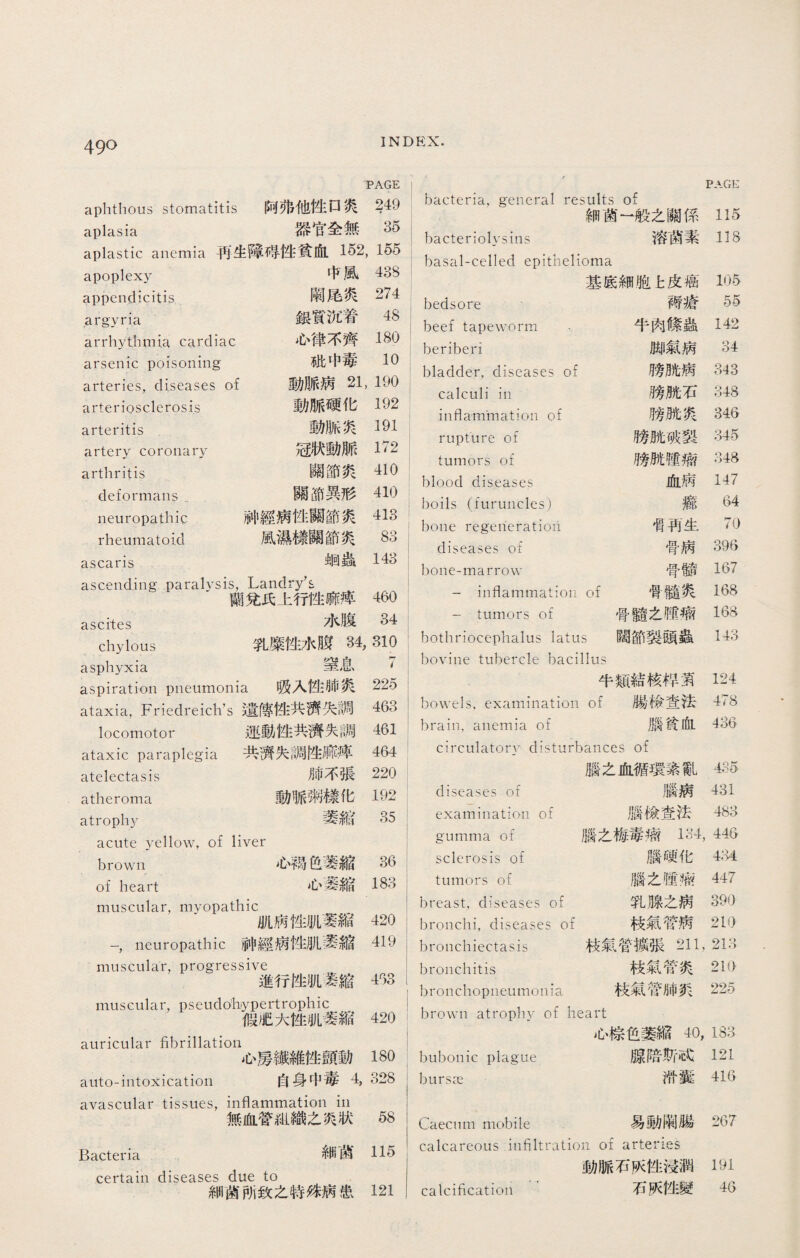 490
INDEX.
PAGE
aphthous stomatitis 阿弗他性口炎 249
aplasia 器官全無 35
aplastic anemia 再生障碍性貧血 152, 155
apoplexy 中風 438
appendicitis 闌尾炎 274
argyria 銀質沈着 48
arrhythmia cardiac 心律不齊 180
arsenic poisoning 砒中毒 10
arteries, diseases of 動脈病 21, 190
arteriosclerosis 動脈硬化 192
arteritis 動脈炎 191
artery coronary 冠狀動脈 172
arthritis 關節炎 410
deformans 關節異形 410
neuropathic 神經病性關節炎 413
rheumatoid 風濕樣關節炎 83
ascaris 蛔蟲 143
ascending paralysis, Landry's
蘭兌氏上行性癱瘓 460
ascites 水腹 34
chylous 乳糜性水腹 34, 310
asphyxia 窒息 7
aspiration pneumonia 吸入性肺炎 225
ataxia, Friedreich's 遺傳性共濟失調 463
locomotor 運動性共濟失調 461
ataxic paraplegia 共濟失調性癱瘓 464
atelectasis 肺不張 220
atheroma 動脈粥樣化 192
atrophy 萎縮 35
acute yellow, of liver
brown 心褐色萎縮 36
of heart 心萎縮 183
muscular, myopathic
肌病性肌萎縮 420
–, neuropathic 神經病性肌萎縮 419
muscular, progressive
進行性肌萎縮 433
muscular, pseudohypertrophic
假肥大性肌萎縮 420
auricular fibrillation
心房纖維性顫動 180
auto-intoxication 自身中毒 4, 328
avascular tissues, inflammation in
無血管組織之炎狀 58
Bacteria 細菌 115
certain diseases due to
細菌所致之特殊病患 121
PAGE
bacteria, general results of
細菌一般之關係 115
bacteriolysins 溶菌素 118
basal-celled epithelioma
基底細胞上皮癌 105
bedsore 褥瘡 55
beef tapeworm 牛肉絛蟲 142
beriberi 脚氣病 34
bladder, diseases of 膀胱病 343
calculi in 膀胱石 348
inflammation of 膀胱炎 346
rupture of 膀胱破裂 345
tumors of 膀胱腫瘤 348
blood diseases 血病 147
boils (furuncles) 癤 64
bone regeneration 骨再生 70
diseases of 骨病 396
bone-marrow 骨髓 167
– inflammation of 骨髓炎 168
– tumors of 骨髓之腫瘤 168
bothriocephalus latus 闊節裂頭蟲 143
bovine tubercle bacillus
牛類結核桿菌 124
bowels, examination of 腸檢查法 478
brain, anemia of 腦貧血 436
circulatory disturbances of
腦之血循環紊亂 435
diseases of 腦病 431
examination of 腦檢查法 483
gumma of 腦之梅毒瘤 134, 446
sclerosis of 腦硬化 434
tumors of 腦之腫瘤 447
breast, diseases of 乳腺之病 390
bronchi, diseases of 枝氣管病 210
bronchiectasis 枝氣管擴張 211, 213
bronchitis 枝氣管炎 210
bronchopneumonia 枝氣管肺炎 225
brown atrophy of heart
心棕色萎縮 40, 183
bubonic plague 腺陪斯忒 121
bursæ 滑囊 416
Caecum mobile 易動闌腸 267
calcareous infiltration of arteries
動脈石灰性浸潤 191
calcification 石灰性變 46